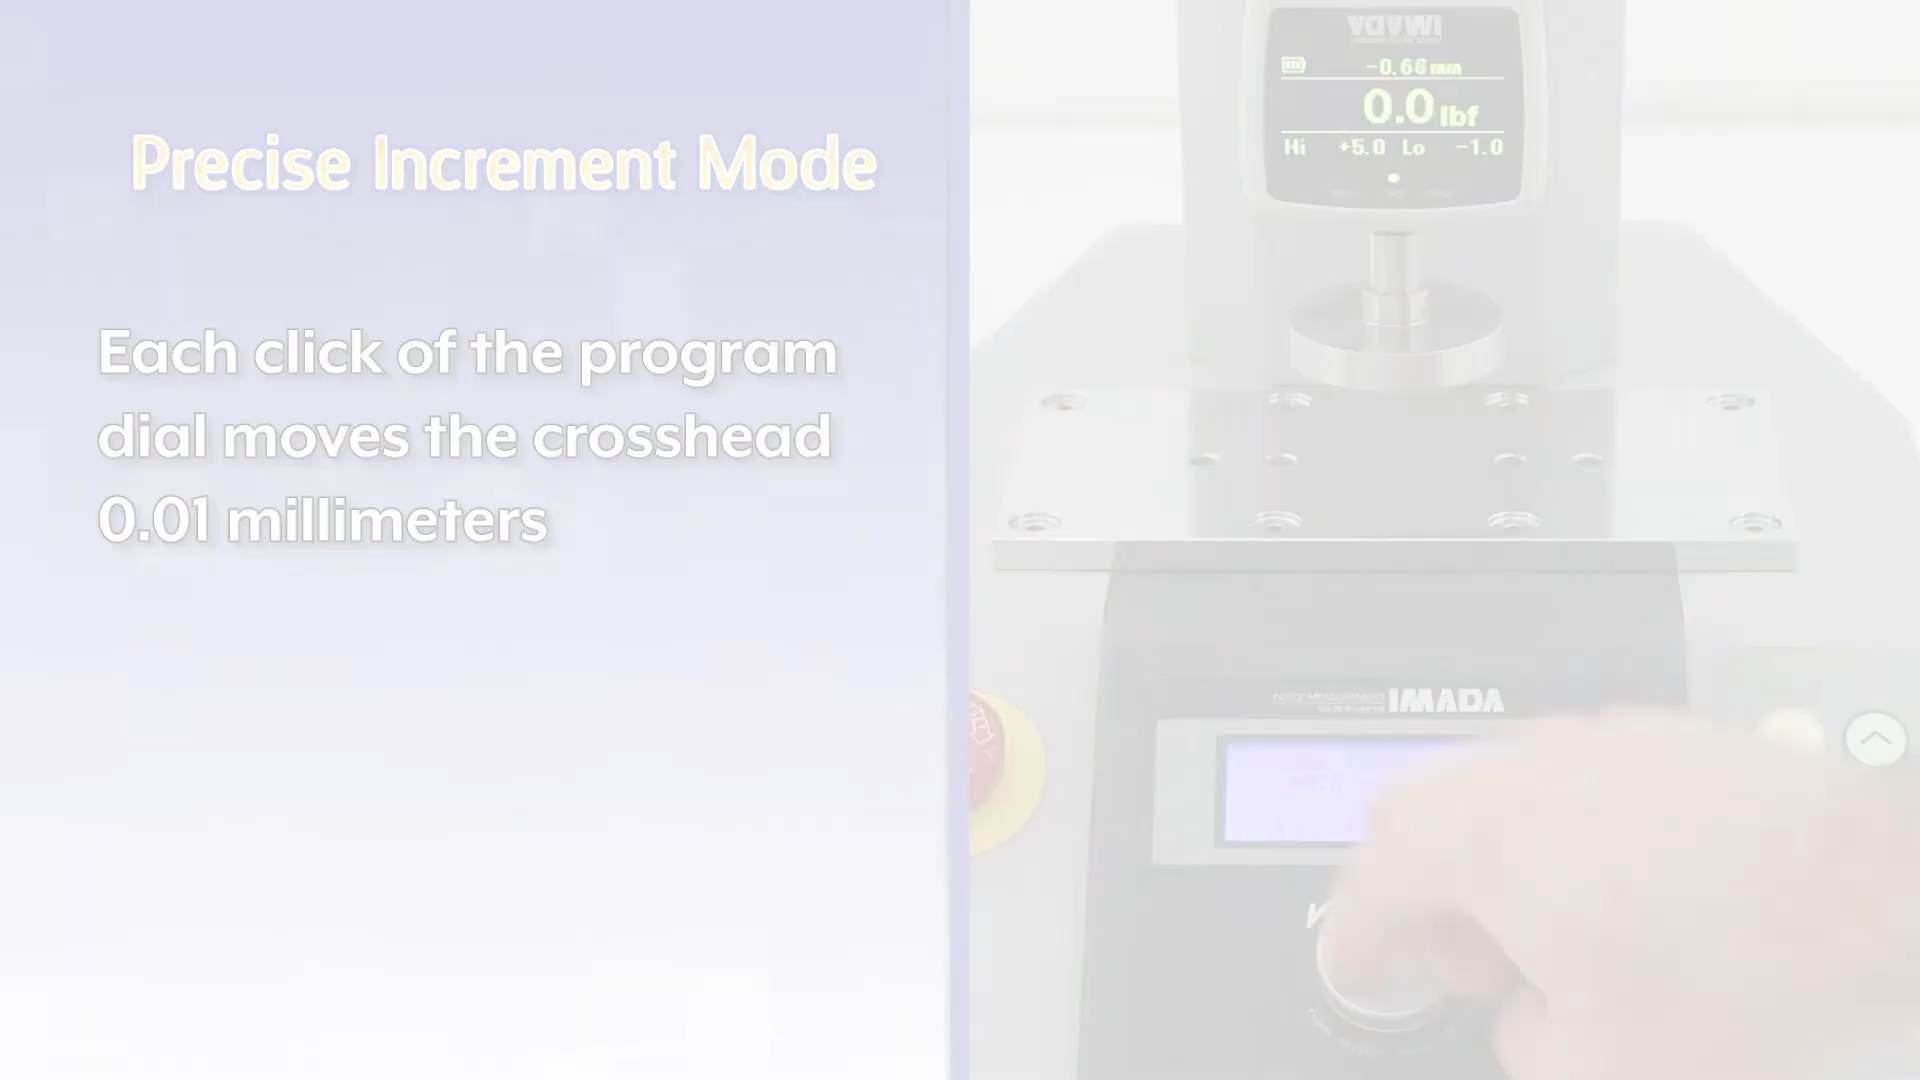 Precise Increment Mode
Each click of the program
dial moves the crosshead
0.01 millimeters
IMADA
-0.66 mm
0.0 lbf
Hi +5.0 Lo -1.0
IMADA